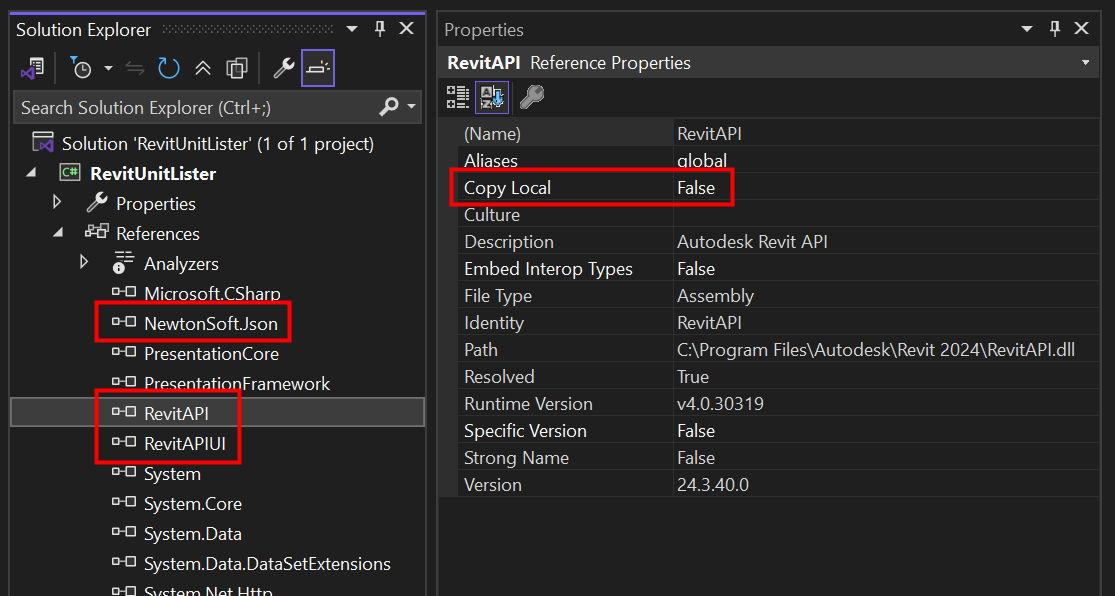 Solution Explorer
Search Solution Explorer (Ctrl+;)
Solution 'RevitUnitLister' (1 of 1 project)
C# RevitUnitLister
Properties
References
Analyzers
Microsoft.CSharp
NewtonSoft.Json
PresentationCore
PresentationFramework
RevitAPI
RevitAPIUI
System
System.Core
System.Data
System.Data.DataSetExtensions
System.Net.Http
Properties
RevitAPI Reference Properties
(Name) RevitAPI
Aliases global
Copy Local False
Culture
Description Autodesk Revit API
Embed Interop Types False
File Type Assembly
Identity RevitAPI
Path C:\Program Files\Autodesk\Revit 2024\RevitAPI.dll
Resolved True
Runtime Version v4.0.30319
Specific Version False
Strong Name False
Version 24.3.40.0